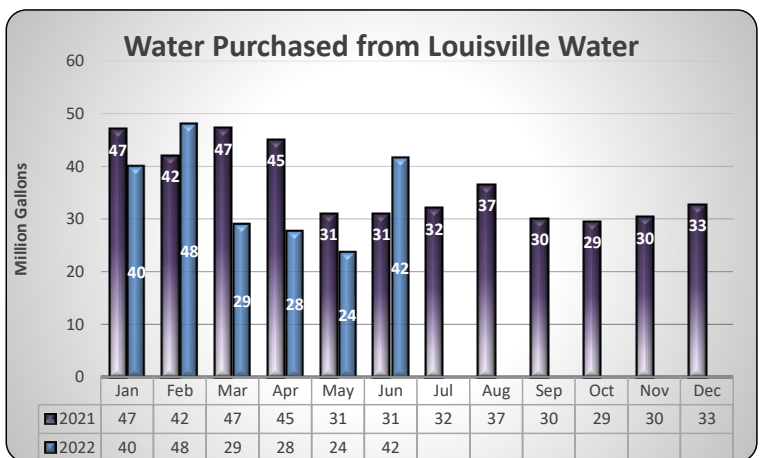 Water Purchased from Louisville Water
Million Gallons
60
50
40
30
20
10
0
47 42 47 45 31 31 32 37 30 29 30 33
40 48 29 28 24 42
Jan Feb Mar Apr May Jun Jul Aug Sep Oct Nov Dec
2021 47 42 47 45 31 31 32 37 30 29 30 33
2022 40 48 29 28 24 42